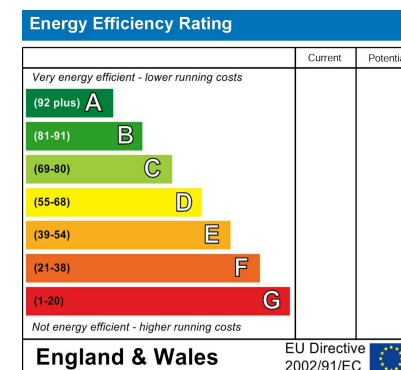 Energy Efficiency Rating
Current
Very energy efficient - lower running costs
(92 plus) A
(81-91) B
(69-80) C
(55-68) D
(39-54) E
(21-38) F
(1-20) G
Not energy efficient - higher running costs
England & Wales
EU Directive
2002/91/EC